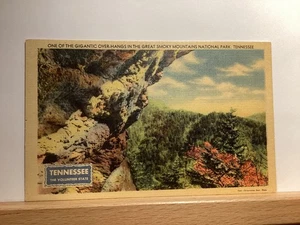 ONE OF THE GIGANTIC OVER-HANGS IN THE GREAT SMOKY MOUNTAINS NATIONAL PARK, TENNESSEE
TENNESSEE
THE VOLUNTEER STATE